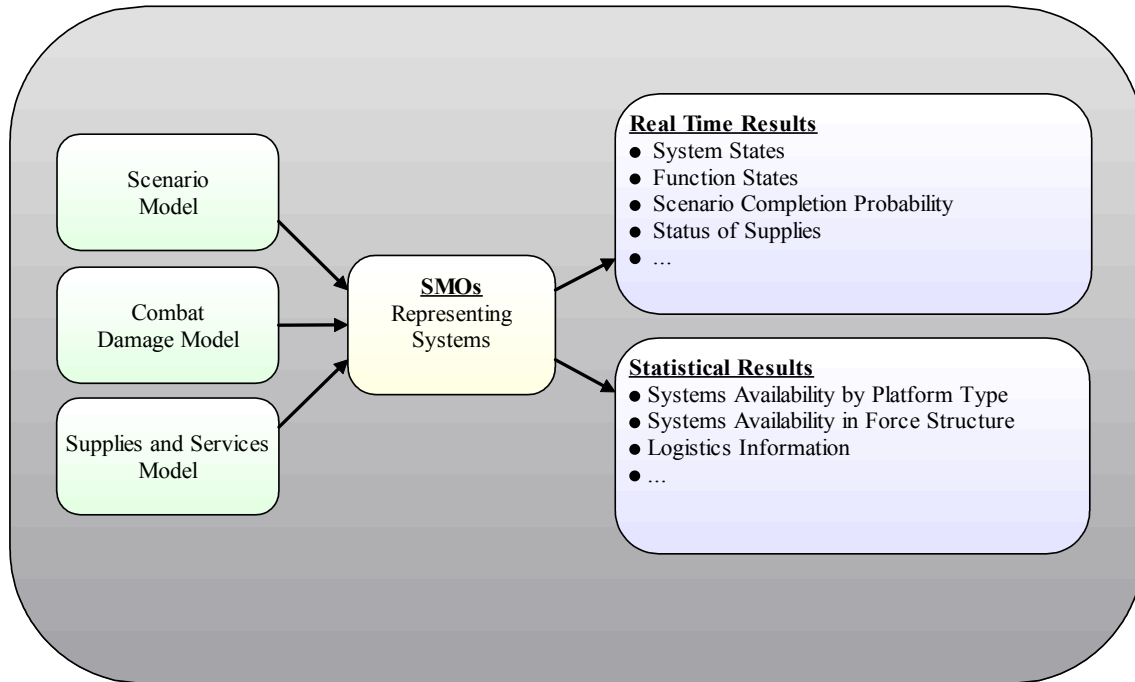 Scenario
Model
Combat
Damage Model
Supplies and Services
Model
SMOs
Representing
Systems
Real Time Results
● System States
● Function States
● Scenario Completion Probability
● Status of Supplies
● ...
Statistical Results
● Systems Availability by Platform Type
● Systems Availability in Force Structure
● Logistics Information
● ...